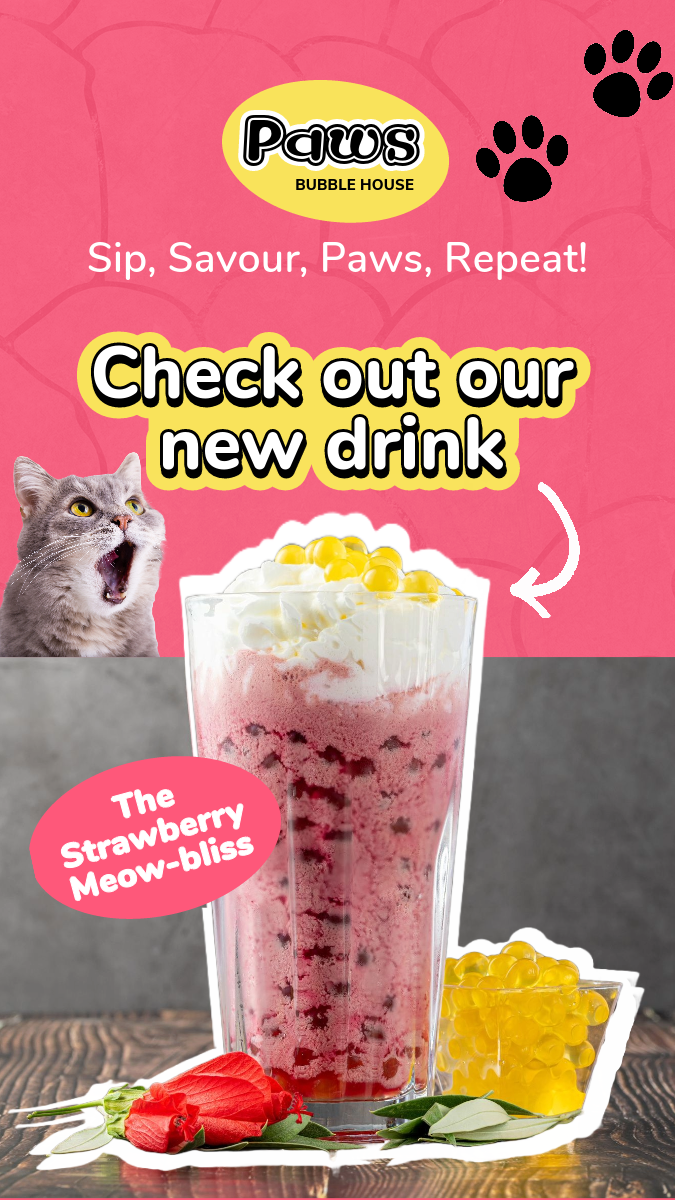 Paws
BUBBLE HOUSE
Sip, Savour, Paws, Repeat!
Check out our
new drink
The
Strawberry
Meow-bliss